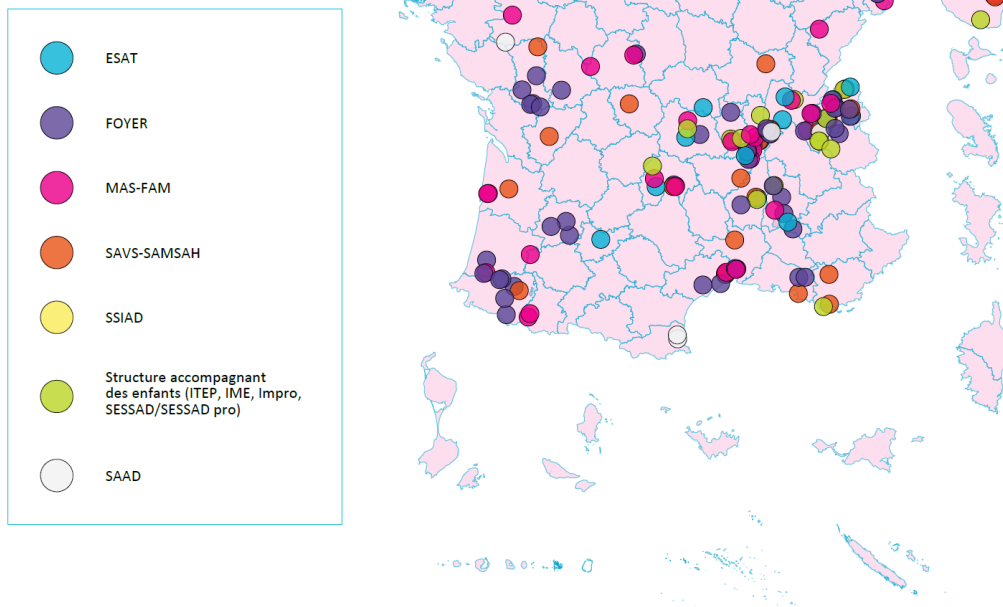 ESAT
FOYER
MAS-FAM
SAVS-SAMSAH
SSIAD
Structure accompagnant
des enfants (ITEP, IME, Impro,
SESSAD/SESSAD pro)
SAAD